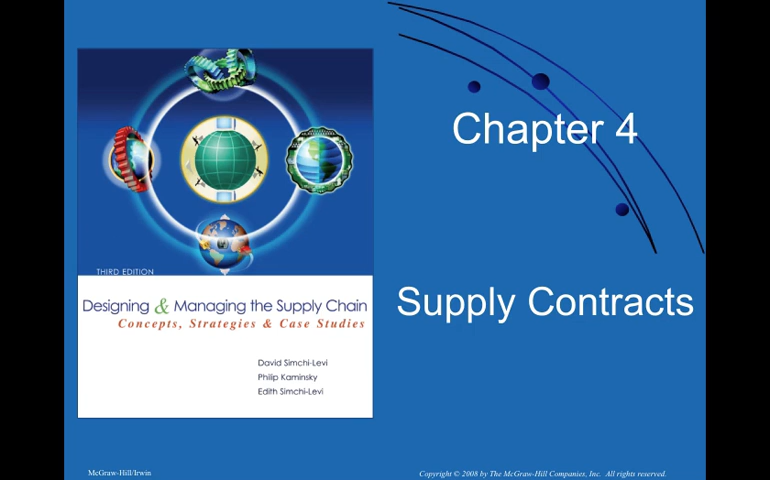 Chapter 4
THIRD EDITION
Designing & Managing the Supply Chain
Concepts, Strategies & Case Studies
Supply Contracts
David Simchi-Levi
Philip Kaminsky
Edith Simchi-Levi
McGraw-Hill/Irwin
Copyright © 2008 by The McGraw-Hill Companies, Inc. All rights reserved.